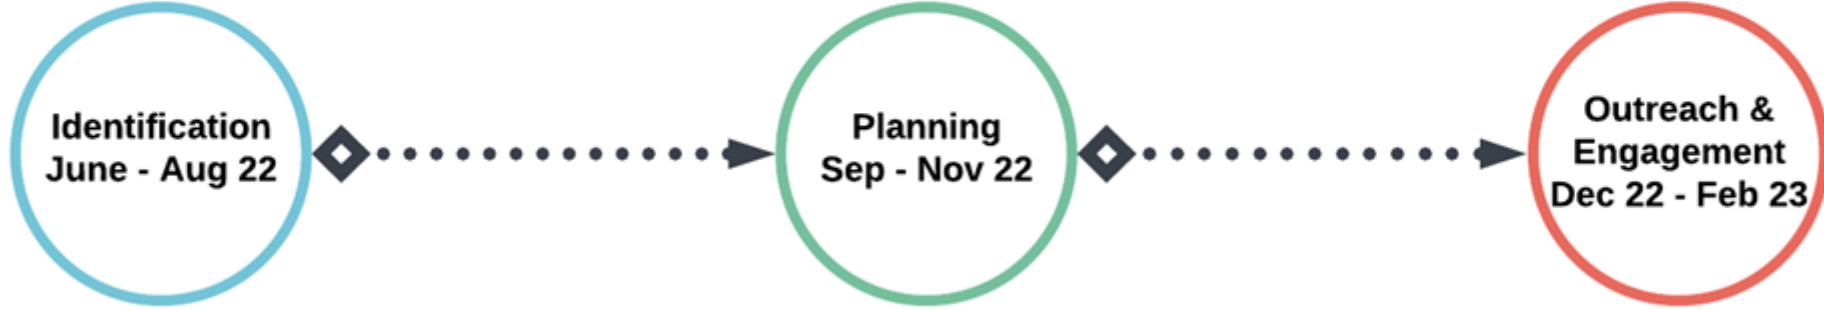 Identification
June - Aug 22
Planning
Sep - Nov 22
Outreach &
Engagement
Dec 22 - Feb 23